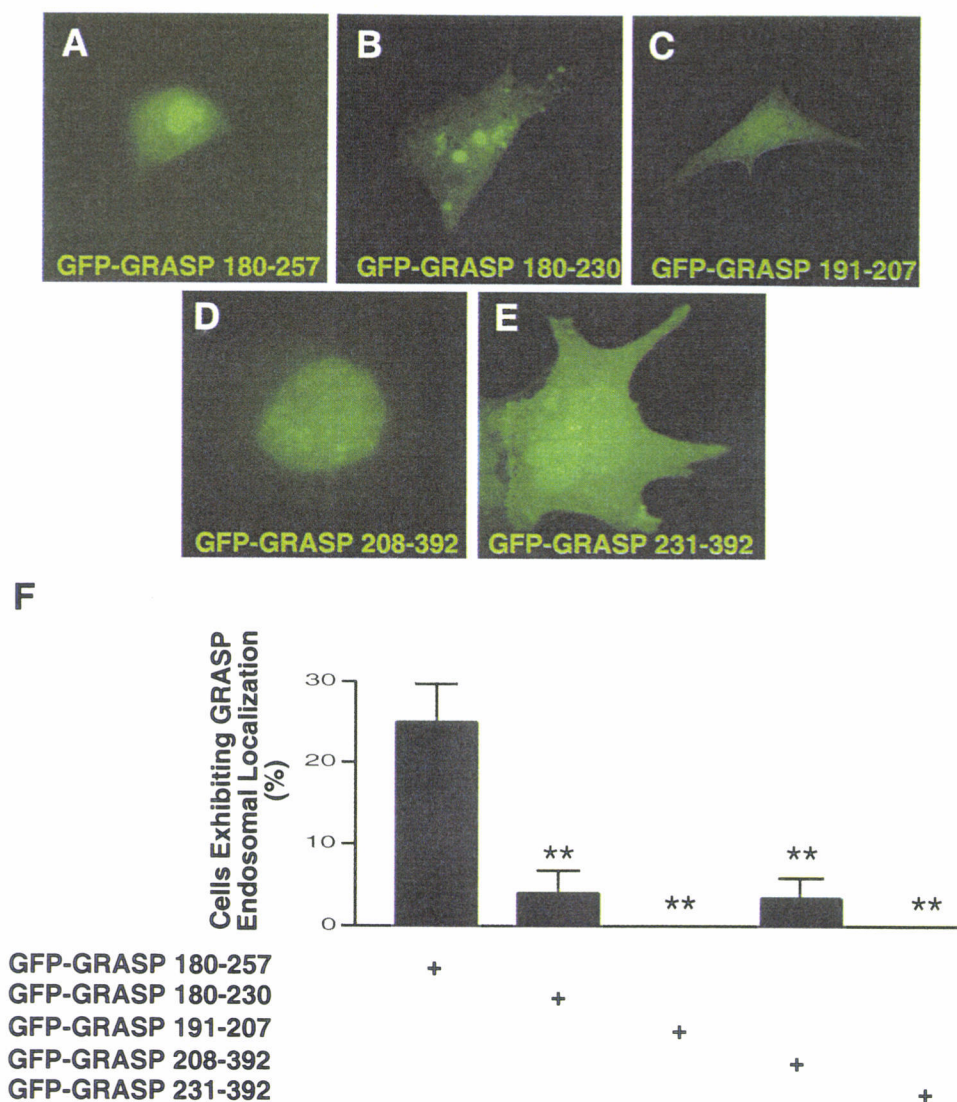 A
GFP-GRASP 180-257
B
GFP-GRASP 180-230
C
GFP-GRASP 191-207
D
GFP-GRASP 208-392
E
GFP-GRASP 231-392
F
Cells Exhibiting GRASP
Endosomal Localization
(%)
30
20
10
0
**
**
**
**
GFP-GRASP 180-257 +
GFP-GRASP 180-230 +
GFP-GRASP 191-207 +
GFP-GRASP 208-392 +
GFP-GRASP 231-392 +